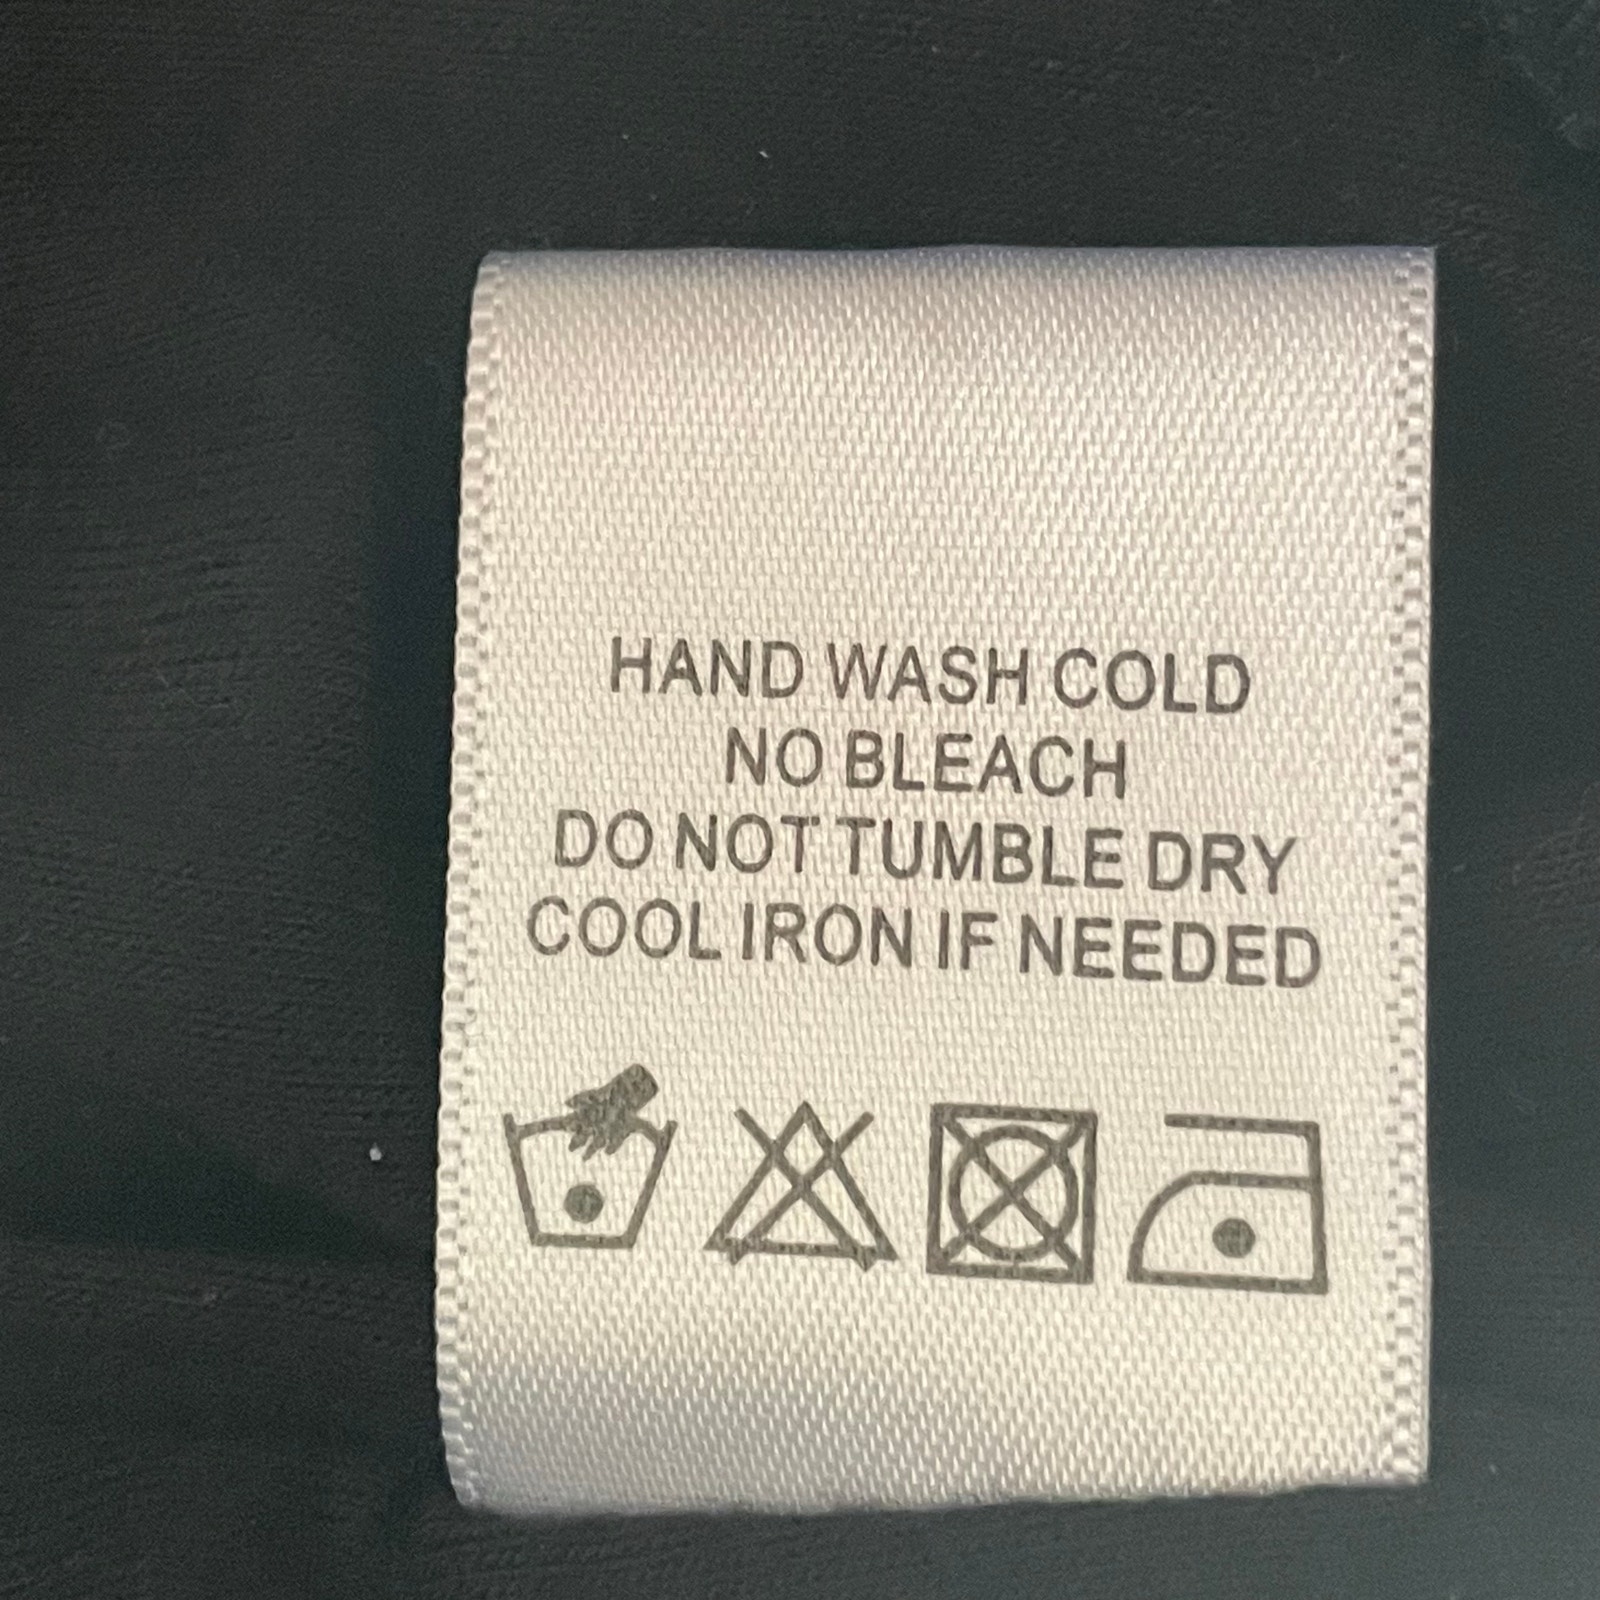 HAND WASH COLD
NO BLEACH
DO NOT TUMBLE DRY
COOL IRON IF NEEDED